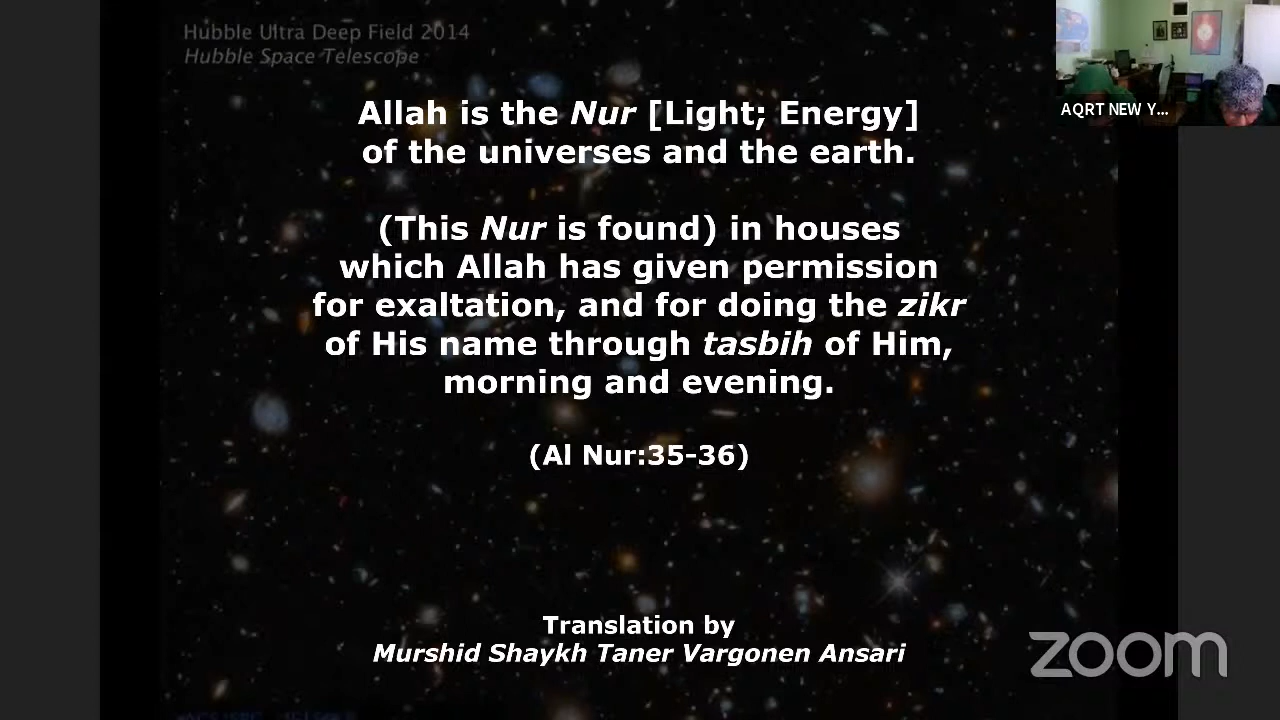 Hubble Ultra Deep Field 2014
Hubble Space Telescope
AQRT NEW Y...
Allah is the Nur [Light; Energy]
of the universes and the earth.
(This Nur is found) in houses
which Allah has given permission
for exaltation, and for doing the zikr
of His name through tasbih of Him,
morning and evening.
(Al Nur:35-36)
Translation by
Murshid Shaykh Taner Vargonen Ansari
zoom